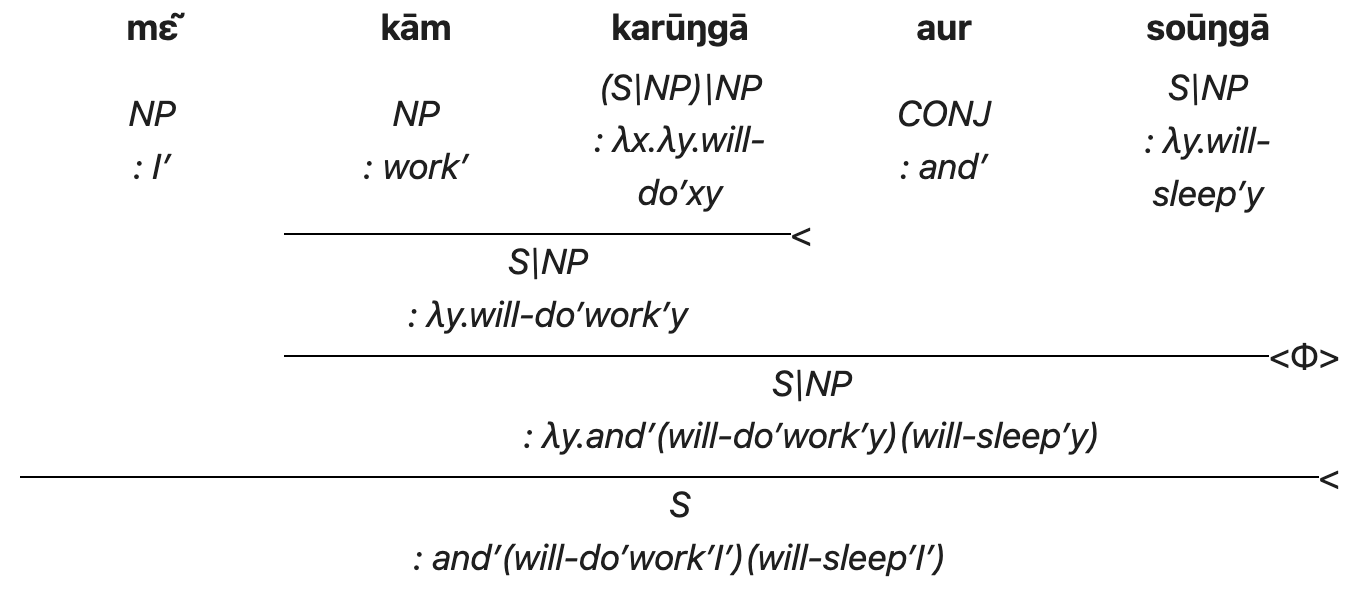 mɛ̃ kām karūŋgā aur soūŋgā
(S\NP)\NP S\NP
NP NP : λx.λy.will- CONJ : λy.will-
: I′ : work′ do′xy : and′ sleep′y
<
S\NP
: λy.will-do′work′y
<Φ>
S\NP
: λy.and′(will-do′work′y)(will-sleep′y)
<
S
: and′(will-do′work′I′)(will-sleep′I′)